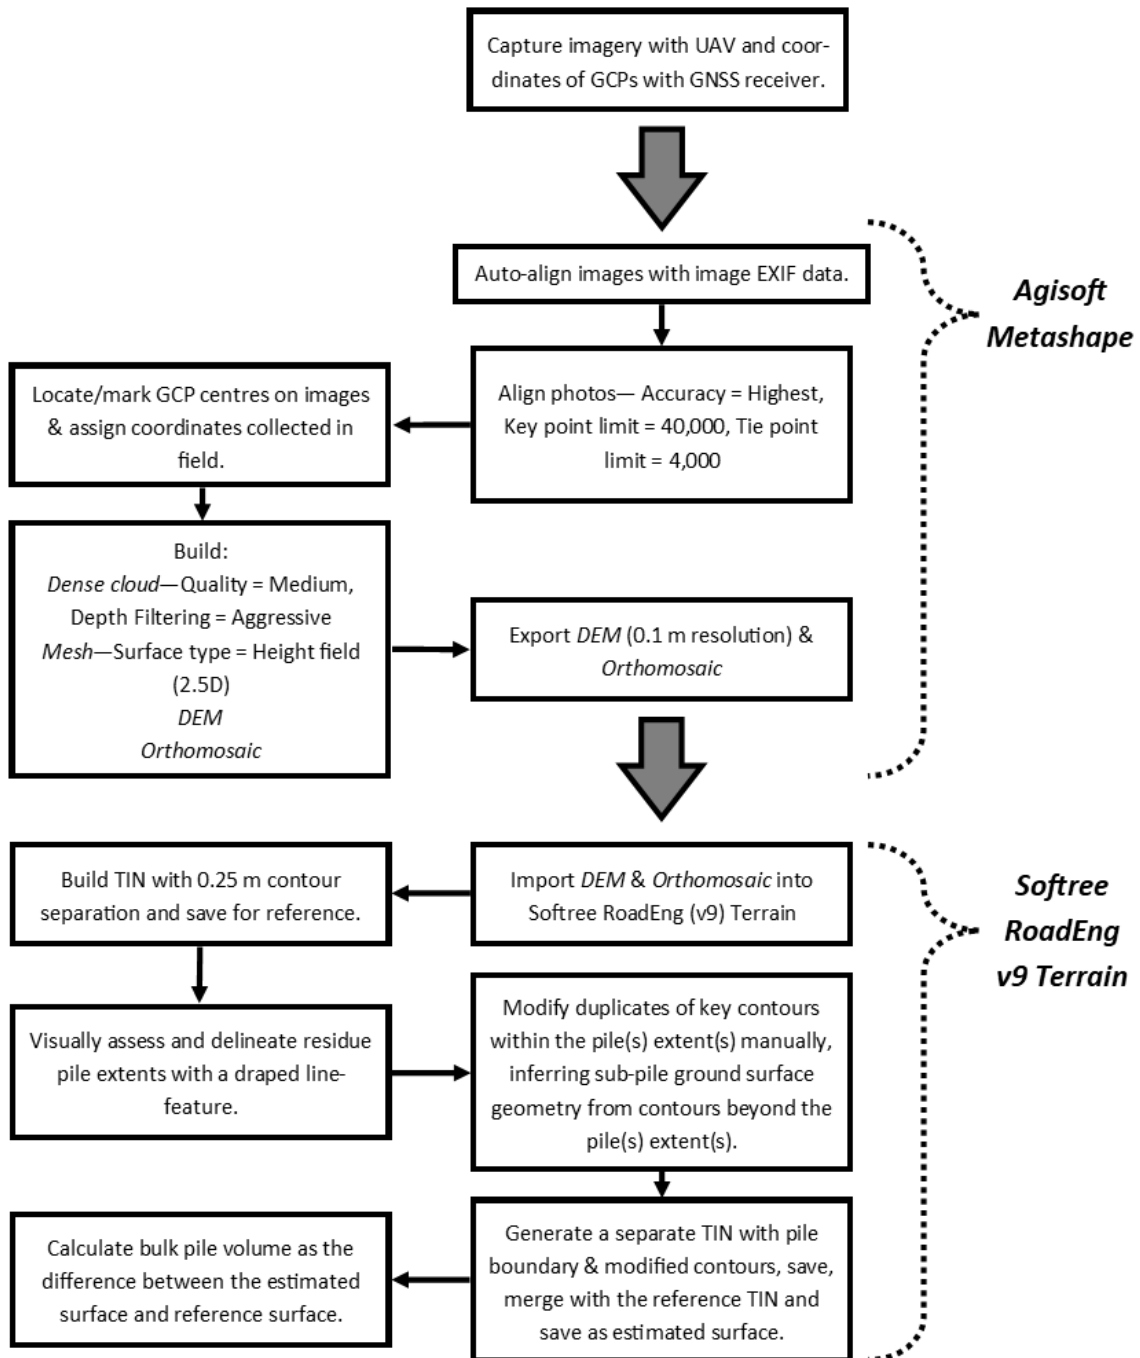 Capture imagery with UAV and coor-
dinates of GCPs with GNSS receiver.
Auto-align images with image EXIF data.
Agisoft
Metashape
Align photos— Accuracy = Highest,
Key point limit = 40,000, Tie point
limit = 4,000
Locate/mark GCP centres on images
& assign coordinates collected in
field.
Build:
Dense cloud—Quality = Medium,
Depth Filtering = Aggressive
Mesh—Surface type = Height field
(2.5D)
DEM
Orthomosaic
Export DEM (0.1 m resolution) &
Orthomosaic
Import DEM & Orthomosaic into
Softree RoadEng (v9) Terrain
Softree
RoadEng
v9 Terrain
Build TIN with 0.25 m contour
separation and save for reference.
Visually assess and delineate residue
pile extents with a draped line-
feature.
Modify duplicates of key contours
within the pile(s) extent(s) manually,
inferring sub-pile ground surface
geometry from contours beyond the
pile(s) extent(s).
Generate a separate TIN with pile
boundary & modified contours, save,
merge with the reference TIN and
save as estimated surface.
Calculate bulk pile volume as the
difference between the estimated
surface and reference surface.